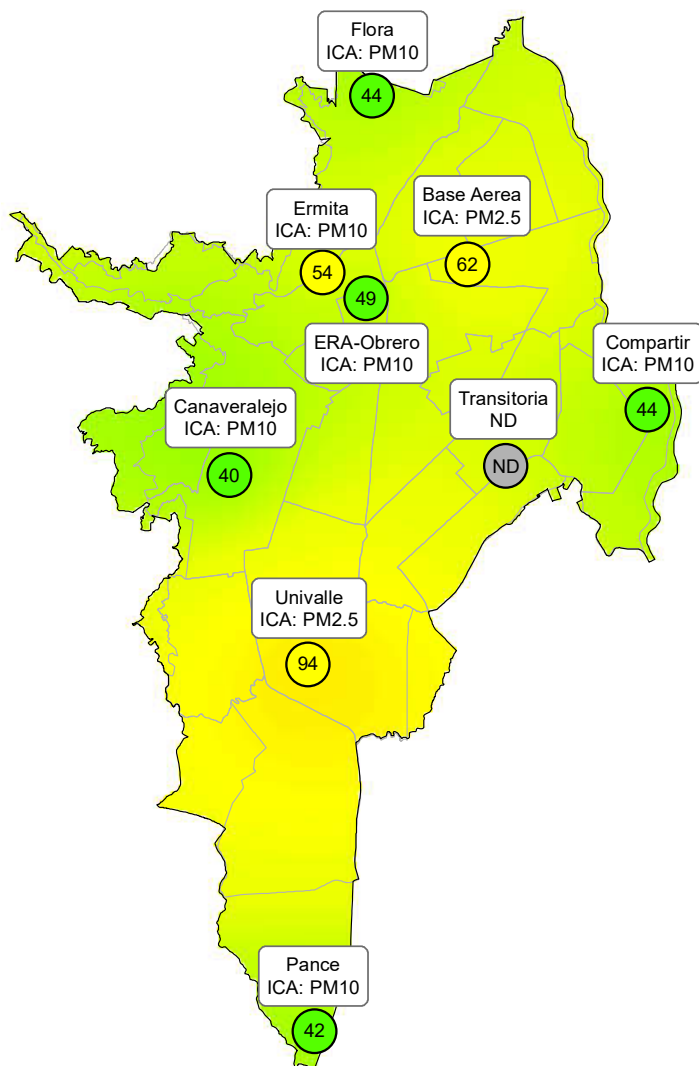 Flora
ICA: PM10
44
Ermita
ICA: PM10
54
Base Aerea
ICA: PM2.5
62
49
ERA-Obrero
ICA: PM10
Compartir
ICA: PM10
44
Canaveralejo
ICA: PM10
40
Transitoria
ND
ND
Univalle
ICA: PM2.5
94
Pance
ICA: PM10
42